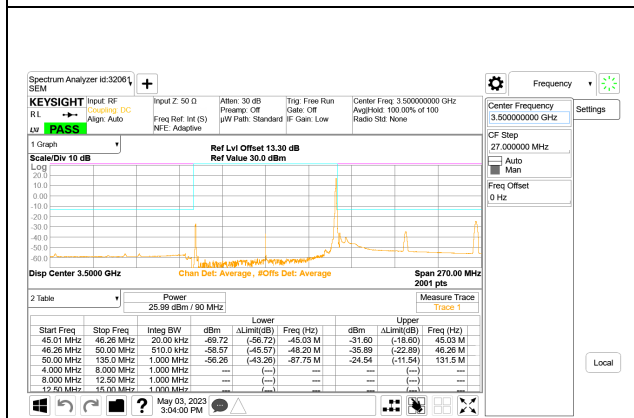 Spectrum Analyzer id:32061
SEM
Frequency
KEYSIGHT
RL
PASS
Input: RF
Coupling: DC
Align: Auto
Input Z: 50 Ω
Freq Ref: Int (S)
NFE: Adaptive
Atten: 30 dB
Preamp: Off
µW Path: Standard
Trig: Free Run
Gate: Off
IF Gain: Low
Center Freq: 3.500000000 GHz
Avg|Hold: 100.00% of 100
Radio Std: None
Center Frequency
3.500000000 GHz
Settings
CF Step
27.000000 MHz
Auto
Man
Freq Offset
0 Hz
Local
1 Graph
Ref Lvl Offset 13.30 dB
Scale/Div 10 dB
Ref Value 30.0 dBm
Log
20.0
10.0
0.00
-10.0
-20.0
-30.0
-40.0
-50.0
-60.0
Disp Center 3.5000 GHz
Chan Det: Average , #Offs Det: Average
Span 270.00 MHz
2001 pts
2 Table
Power
25.99 dBm / 90 MHz
Measure Trace
Trace 1
Lower Upper
Start Freq Stop Freq Integ BW dBm ∆Limit(dB) Freq (Hz) dBm ∆Limit(dB) Freq (Hz)
45.01 MHz 46.26 MHz 20.00 kHz -69.72 (-56.72) -45.03 M -31.60 (-18.60) 45.03 M
46.26 MHz 50.00 MHz 510.0 kHz -58.57 (-45.57) -48.20 M -35.89 (-22.89) 46.26 M
50.00 MHz 135.0 MHz 1.000 MHz -56.26 (-43.26) -87.75 M -24.54 (-11.54) 131.5 M
4.000 MHz 8.000 MHz 1.000 MHz --- (---) --- --- (---) ---
8.000 MHz 12.50 MHz 1.000 MHz --- (---) --- --- (---) ---
12.50 MHz 15.00 MHz 1.000 MHz --- (---) --- --- (---) ---
May 03, 2023
3:04:00 PM